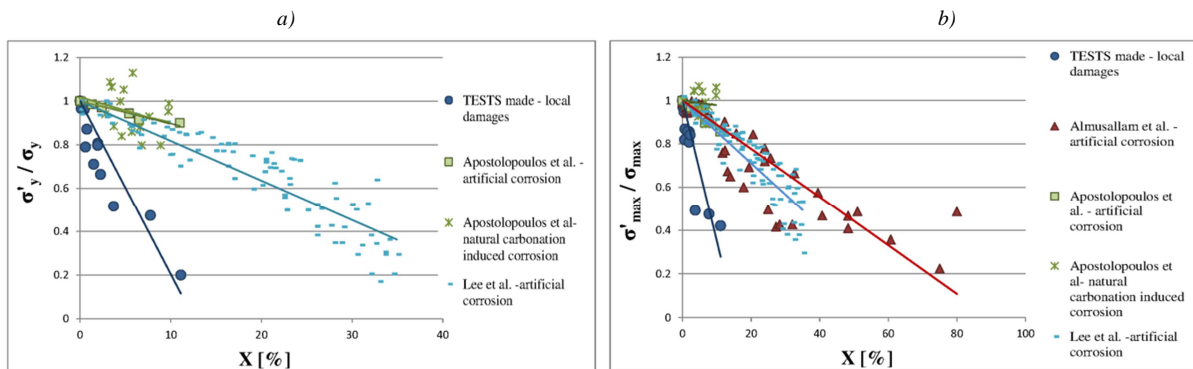 a)
b)
1.2
1
0.8
0.6
0.4
0.2
0
0 10 20 30 40
σ'y / σy
X [%]
TESTS made - local
damages
Apostolopoulos et al. -
artificial corrosion
Apostolopoulos et al-
natural carbonation
induced corrosion
Lee et al. -artificial
corrosion
1.2
1
0.8
0.6
0.4
0.2
0
0 20 40 60 80 100
σ'max / σmax
X [%]
TESTS made - local
damages
Almusallam et al. -
artificial corrosion
Apostolopoulos et
al. - artificial
corrosion
Apostolopoulos et
al- natural
carbonation induced
corrosion
Lee et al. -artificial
corrosion